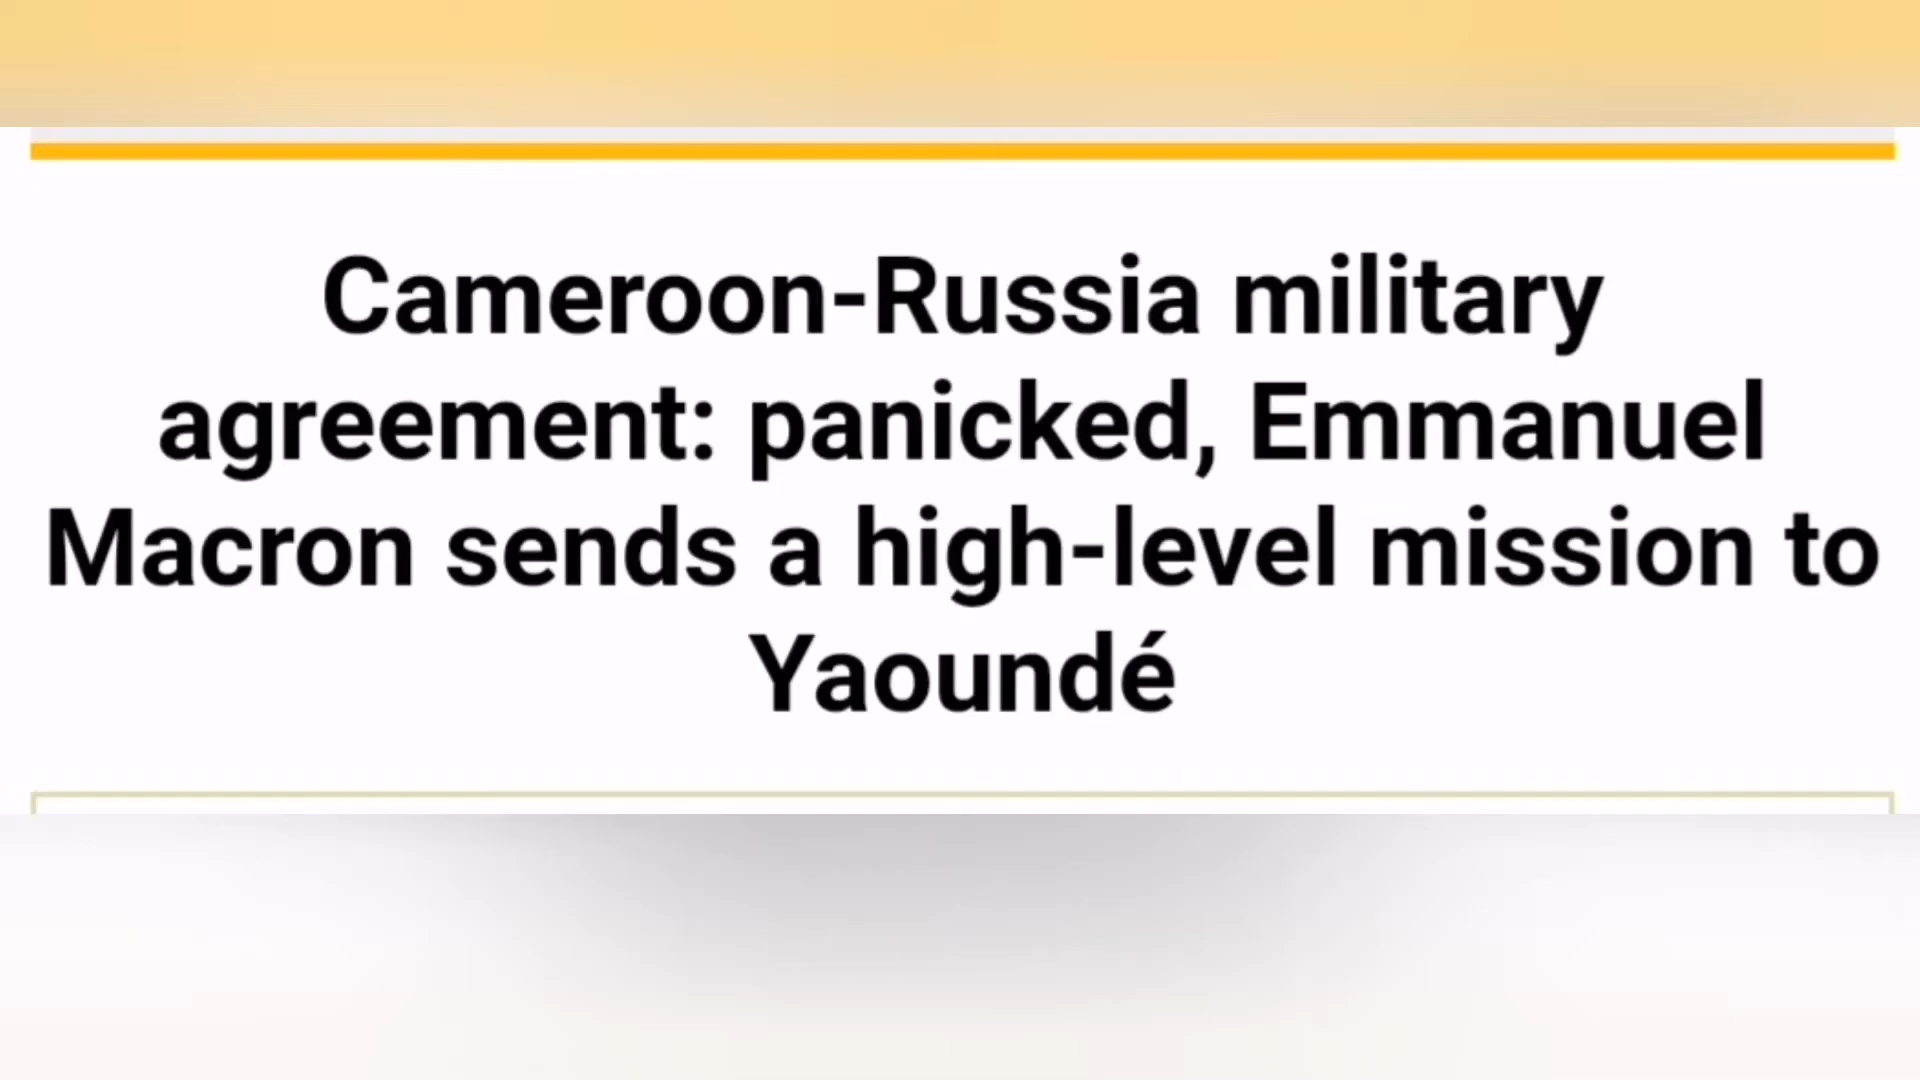 Cameroon-Russia military
agreement: panicked, Emmanuel
Macron sends a high-level mission to
Yaoundé